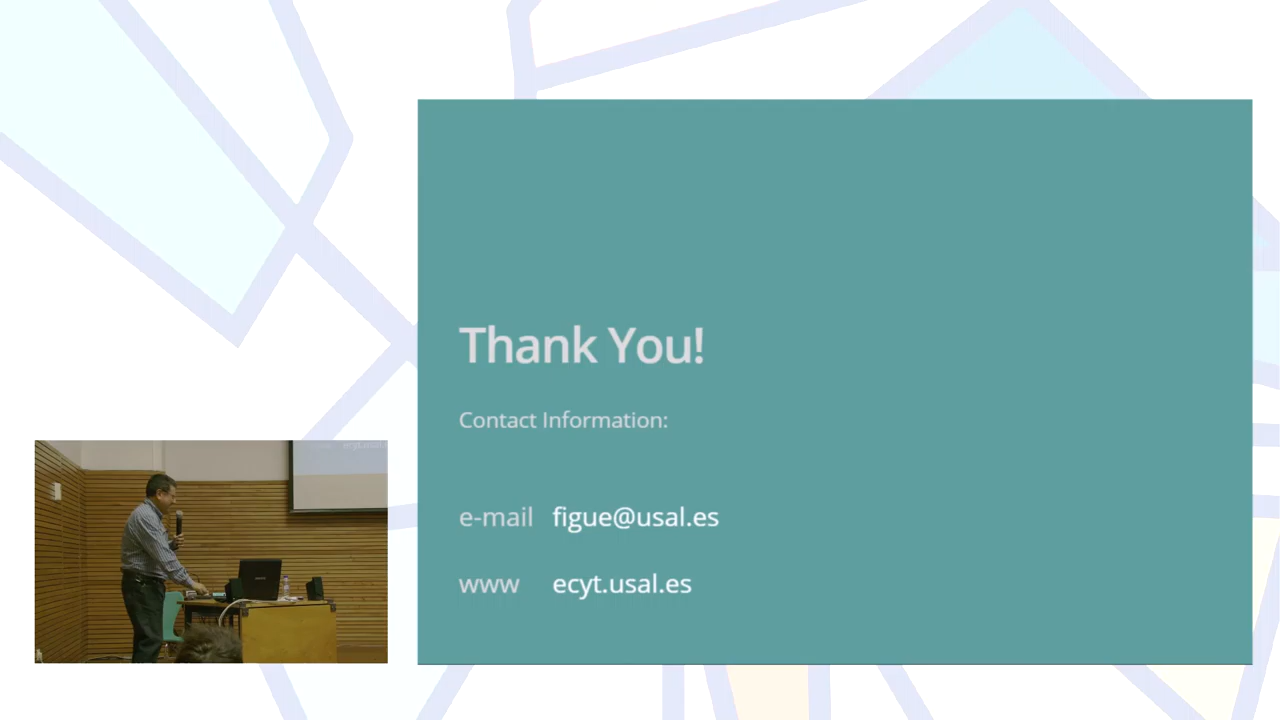 Thank You!
Contact Information:
e-mail figue@usal.es
www ecyt.usal.es